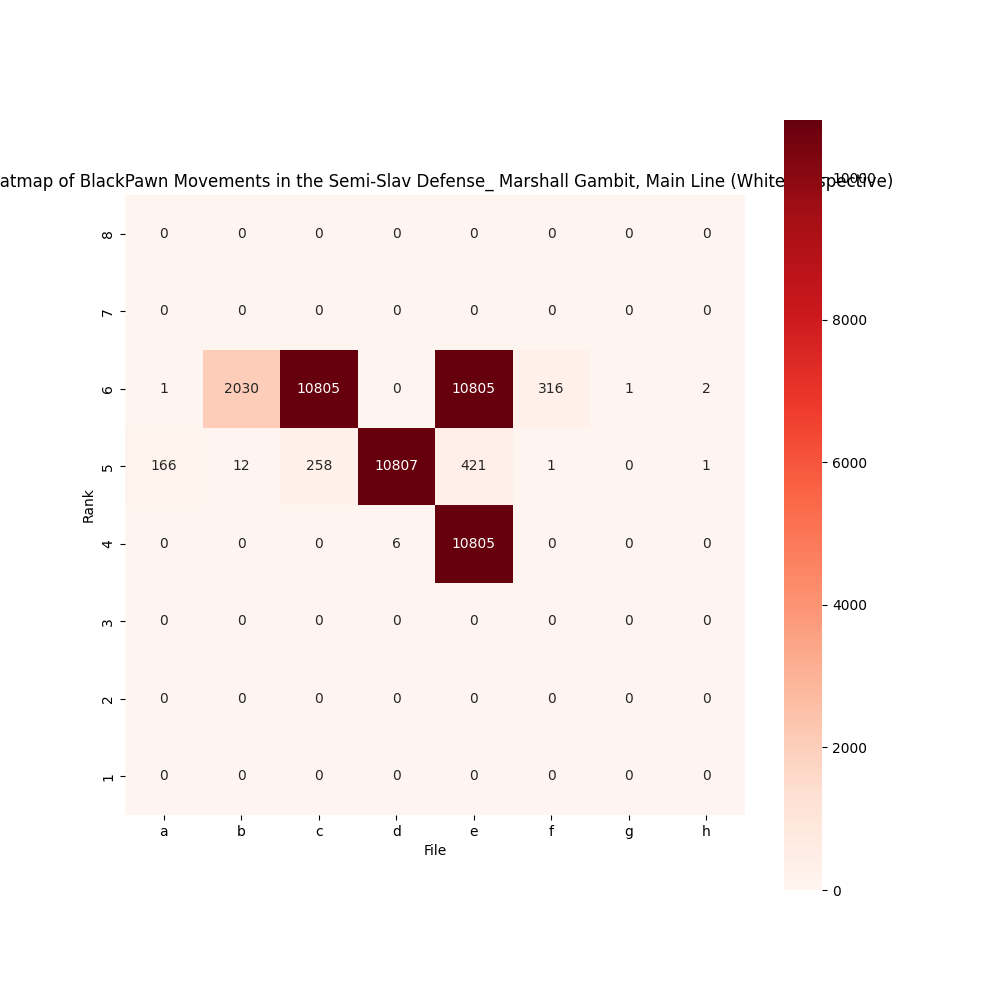 atmap of BlackPawn Movements in the Semi-Slav Defense_ Marshall Gambit, Main Line (White spective)
10000
8 0 0 0 0 0 0 0 0
7 0 0 0 0 0 0 0 0
8000
6 1 2030 10805 0 10805 316 1 2
6000
5 166 12 258 10807 421 1 0 1
Rank
4 0 0 0 6 10805 0 0 0
4000
3 0 0 0 0 0 0 0 0
2 0 0 0 0 0 0 0 0
2000
1 0 0 0 0 0 0 0 0
a b c d e f g h
File
0